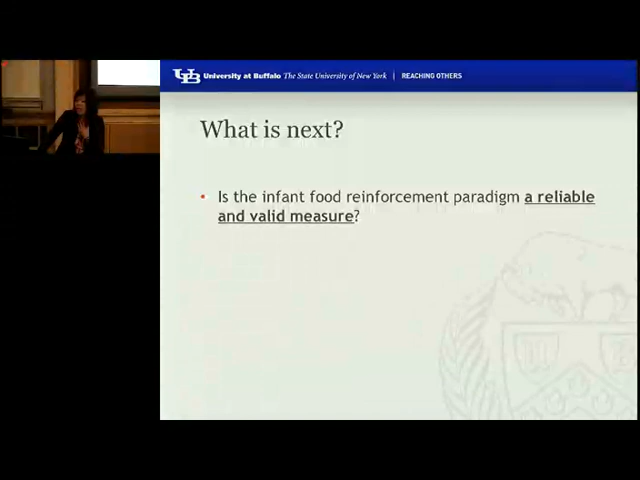 UB University at Buffalo The State University of New York | REACHING OTHERS
What is next?
• Is the infant food reinforcement paradigm a reliable
and valid measure?